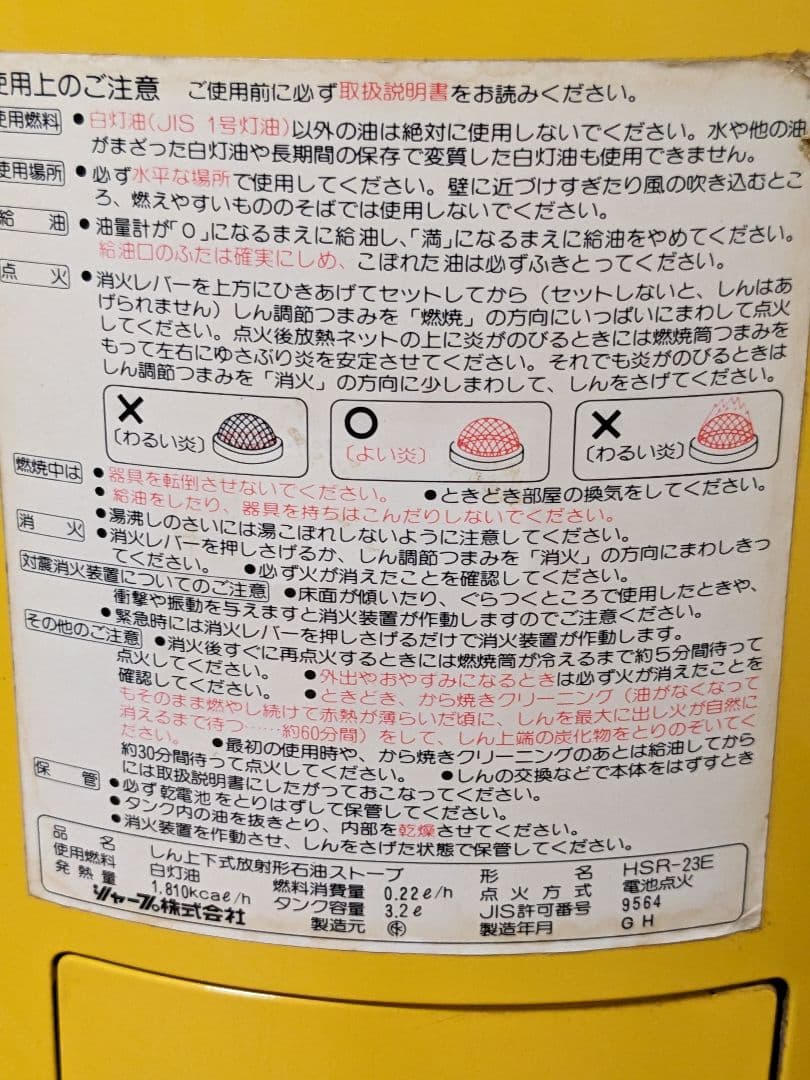 使用上のご注意 ご使用前に必ず取扱説明書をお読みください。
使用燃料 ●白灯油(JIS 1号灯油)以外の油は絶対に使用しないでください。水や他の油
がまざった白灯油や長期間の保存で変質した白灯油も使用できません。
使用場所 ●必ず水平な場所で使用してください。壁に近づけすぎたり風の吹き込むとこ
ろ、燃えやすいもののそばでは使用しないでください。
給油 ●油量計が「0」になるまえに給油し、「満」になるまえに給油をやめてください。
給油口のふたは確実にしめ、こぼれた油は必ずふきとってください。
点火 ●消火レバーを上方にひきあげてセットしてから(セットしないと、しんはあ
げられません)しん調節つまみを「燃焼」の方向にいっぱいにまわして点火
してください。点火後放熱ネットの上に炎がのびるときには燃焼筒つまみを
もって左右にゆさぶり炎を安定させてください。それでも炎がのびるときは
しん調節つまみを「消火」の方向に少しまわして、しんをさげてください。
× (わるい炎) ○ (よい炎) × (わるい炎)
燃焼中は ●器具を転倒させないでください。 ●ときどき部屋の換気をしてください。
●給油をしたり、器具を持ちはこんだりしないでください。
●湯沸しのさいには湯こぼれしないように注意してください。
消火 ●消火レバーを押しさげるか、しん調節つまみを「消火」の方向にまわしきっ
てください。 ●必ず火が消えたことを確認してください。
対震消火装置についてのご注意 ●床面が傾いたり、ぐらつくところで使用したときや、
衝撃や振動を与えますと消火装置が作動しますのでご注意ください。
●緊急時には消火レバーを押しさげるだけで消火装置が作動します。
その他のご注意 ●消火後すぐに再点火するときには燃焼筒が冷えるまで約5分間待って
点火してください。 ●外出やおやすみになるときは必ず火が消えたことを
確認してください。 ●ときどき、から焼きクリーニング(油がなくなって
もそのまま燃やし続けて赤熱が薄らいだ頃に、しんを最大に出し火が自然に
消えるまで待つ……約60分間)をして、しん上端の炭化物をとりのぞいてく
ださい。 ●最初の使用時や、から焼きクリーニングのあとは給油してから
約30分間待って点火してください。 ●しんの交換などで本体をはずすとき
には取扱説明書にしたがっておこなってください。
保管 ●必ず乾電池をとりはずして保管してください。
●タンク内の油を抜きとり、内部を乾燥させてください。
●消火装置を作動させ、しんをさげた状態で保管してください。
品名 しん上下式放射形石油ストーブ 形名 HSR-23E
使用燃料 白灯油 燃料消費量 0.22ℓ/h 点火方式 電池点火
発熱量 1,810kcaℓ/h タンク容量 3.2ℓ JIS許可番号 9564
シャープ株式会社 製造元 製造年月 GH